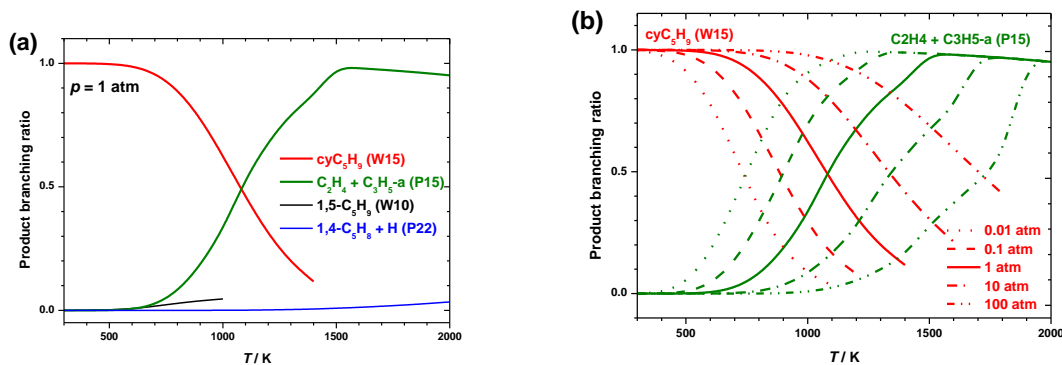 (a)
p = 1 atm
cyC5H9 (W15)
C2H4 + C3H5-a (P15)
1,5-C5H9 (W10)
1,4-C5H8 + H (P22)
Product branching ratio
1.0
0.5
0.0
500 1000 1500 2000
T / K
(b)
cyC5H9 (W15) C2H4 + C3H5-a (P15)
Product branching ratio
1.0
0.5
0.0
0.01 atm
0.1 atm
1 atm
10 atm
100 atm
500 1000 1500 2000
T / K